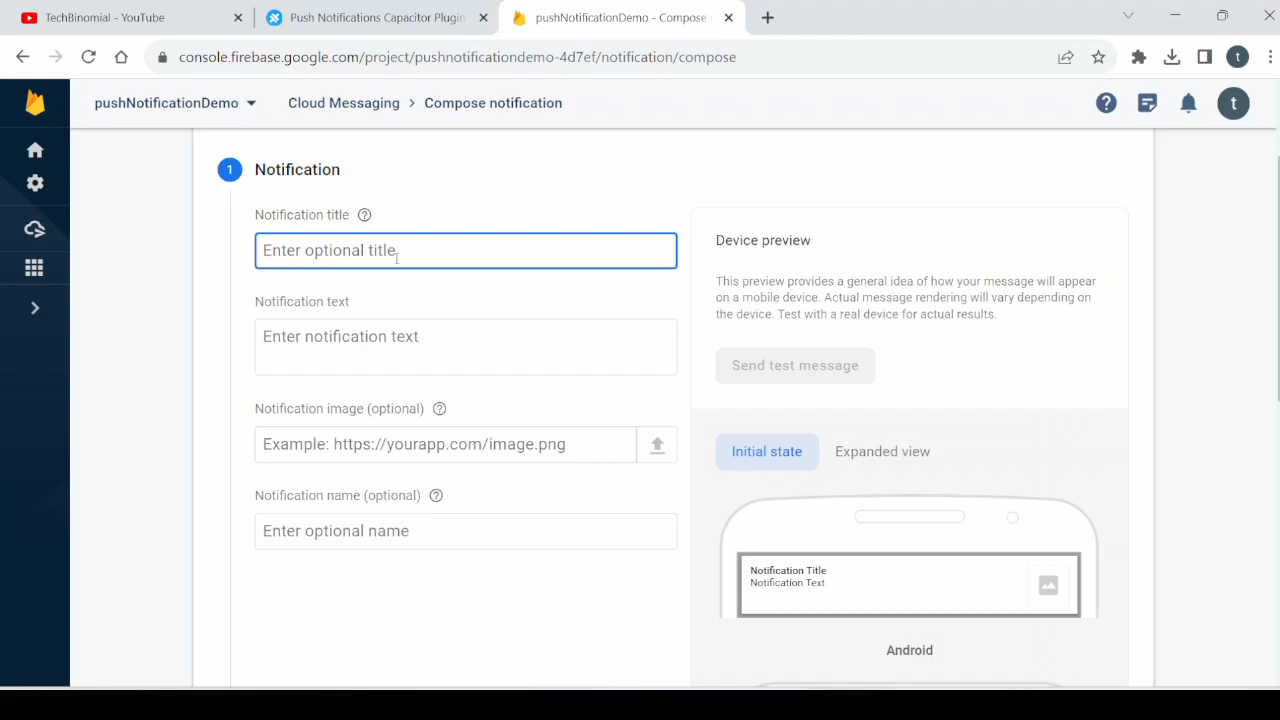 TechBinomial - YouTube
Push Notifications Capacitor Plugin
pushNotificationDemo - Compose
console.firebase.google.com/project/pushnotificationdemo-4d7ef/notification/compose
t
pushNotificationDemo
Cloud Messaging > Compose notification
t
1 Notification
Notification title
Enter optional title
Notification text
Enter notification text
Notification image (optional)
Example: https://yourapp.com/image.png
Notification name (optional)
Enter optional name
Device preview
This preview provides a general idea of how your message will appear
on a mobile device. Actual message rendering will vary depending on
the device. Test with a real device for actual results.
Send test message
Initial state
Expanded view
Notification Title
Notification Text
Android